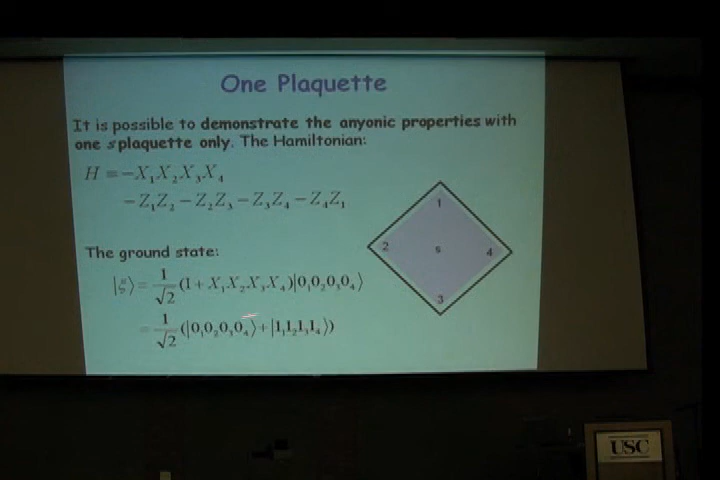 One Plaquette
It is possible to demonstrate the anyonic properties with
one s plaquette only. The Hamiltonian:
H = −X₁X₂X₃X₄
− Z₁Z₂ − Z₂Z₃ − Z₃Z₄ − Z₄Z₁
1
2
s
4
3
The ground state:
|ξ⟩ = 1/√2 (1 + X₁X₂X₃X₄)|0₁0₂0₃0₄⟩
= 1/√2 (|0₁0₂0₃0₄⟩ + |1₁1₂1₃1₄⟩)
USC